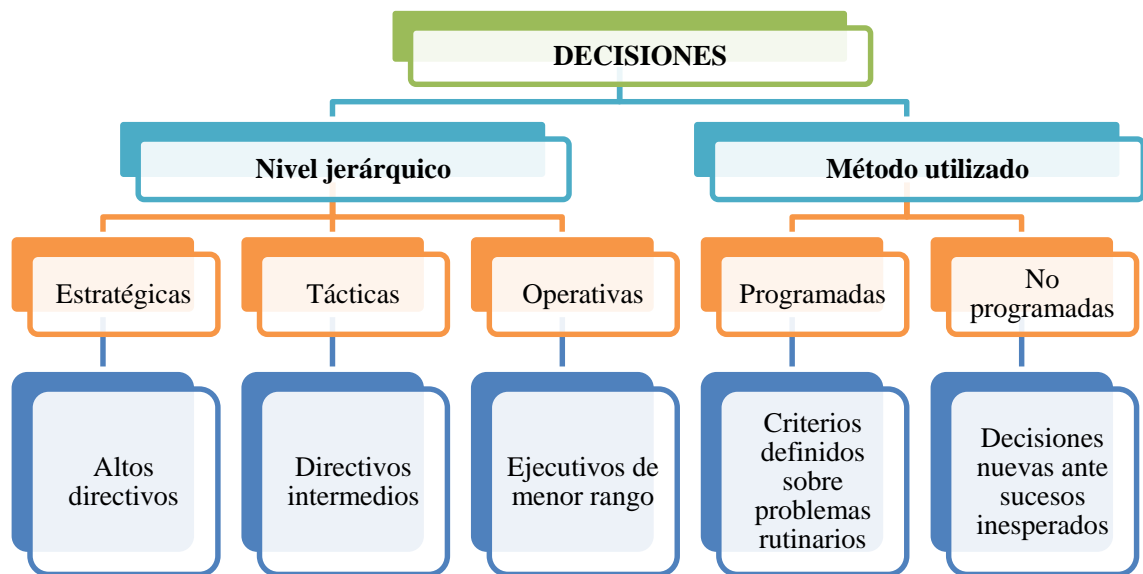 DECISIONES
Nivel jerárquico
Método utilizado
Estratégicas
Tácticas
Operativas
Programadas
No
programadas
Altos
directivos
Directivos
intermedios
Ejecutivos de
menor rango
Criterios
definidos
sobre
problemas
rutinarios
Decisiones
nuevas ante
sucesos
inesperados